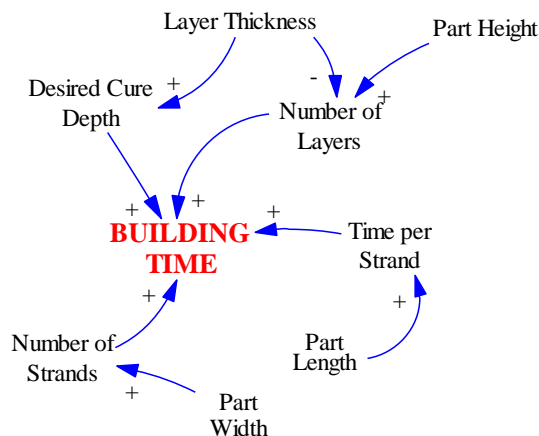 Layer Thickness
Part Height
+
-
+
Desired Cure
Depth
Number of
Layers
+
+
+
BUILDING
TIME
Time per
Strand
+
+
Number of
Strands
Part
Length
+
Part
Width